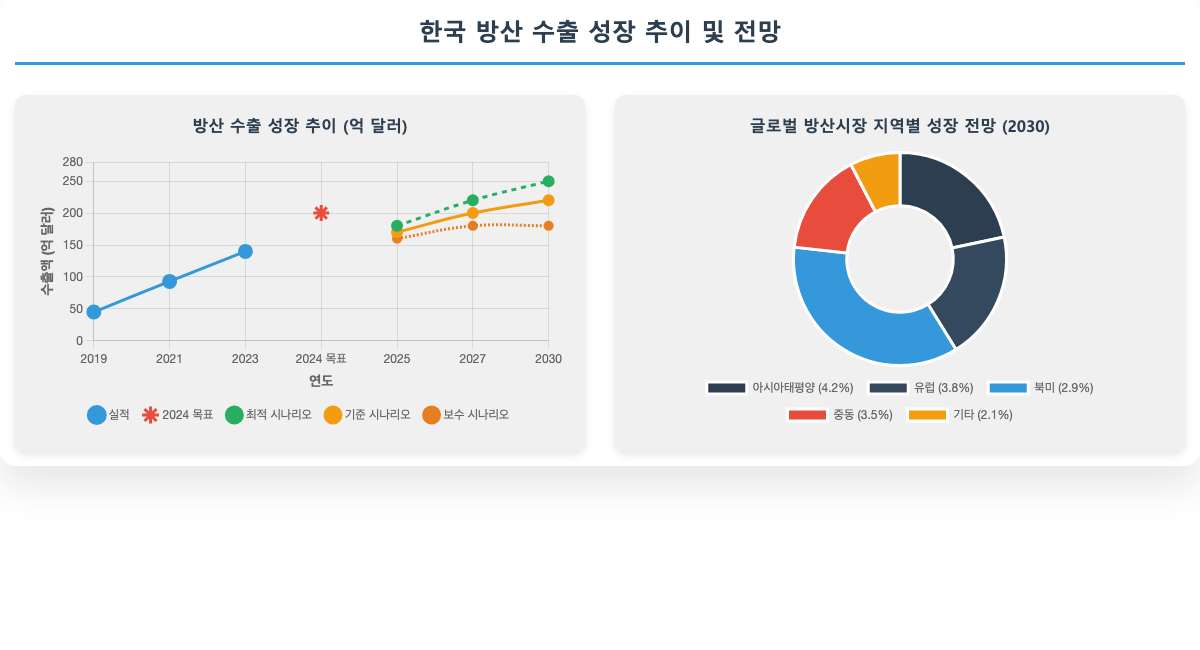 한국 방산 수출 성장 추이 및 전망
방산 수출 성장 추이 (억 달러)
수출액 (억 달러)
280
250
200
150
100
50
0
2019 2021 2023 2024 목표 2025 2027 2030
연도
실적 2024 목표 최적 시나리오 기준 시나리오 보수 시나리오
글로벌 방산시장 지역별 성장 전망 (2030)
아시아태평양 (4.2%) 유럽 (3.8%) 북미 (2.9%)
중동 (3.5%) 기타 (2.1%)